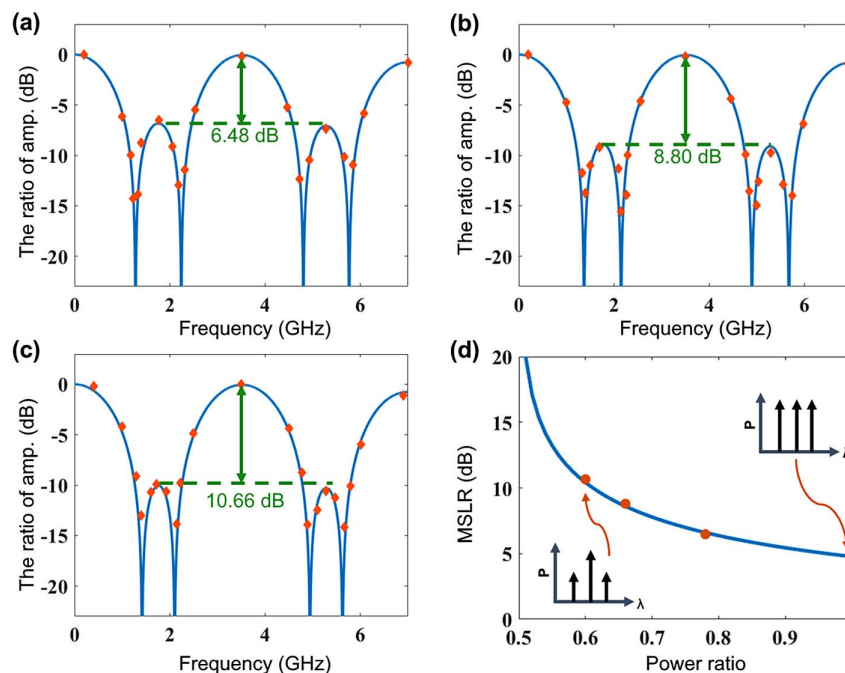 (a)
The ratio of amp. (dB)
0
-5
-10
-15
-20
6.48 dB
0 2 4 6
Frequency (GHz)
(b)
The ratio of amp. (dB)
0
-5
-10
-15
-20
8.80 dB
0 2 4 6
Frequency (GHz)
(c)
The ratio of amp. (dB)
0
-5
-10
-15
-20
10.66 dB
0 2 4 6
Frequency (GHz)
(d)
MSLR (dB)
20
15
10
5
0
P
P
λ
0.5 0.6 0.7 0.8 0.9
Power ratio